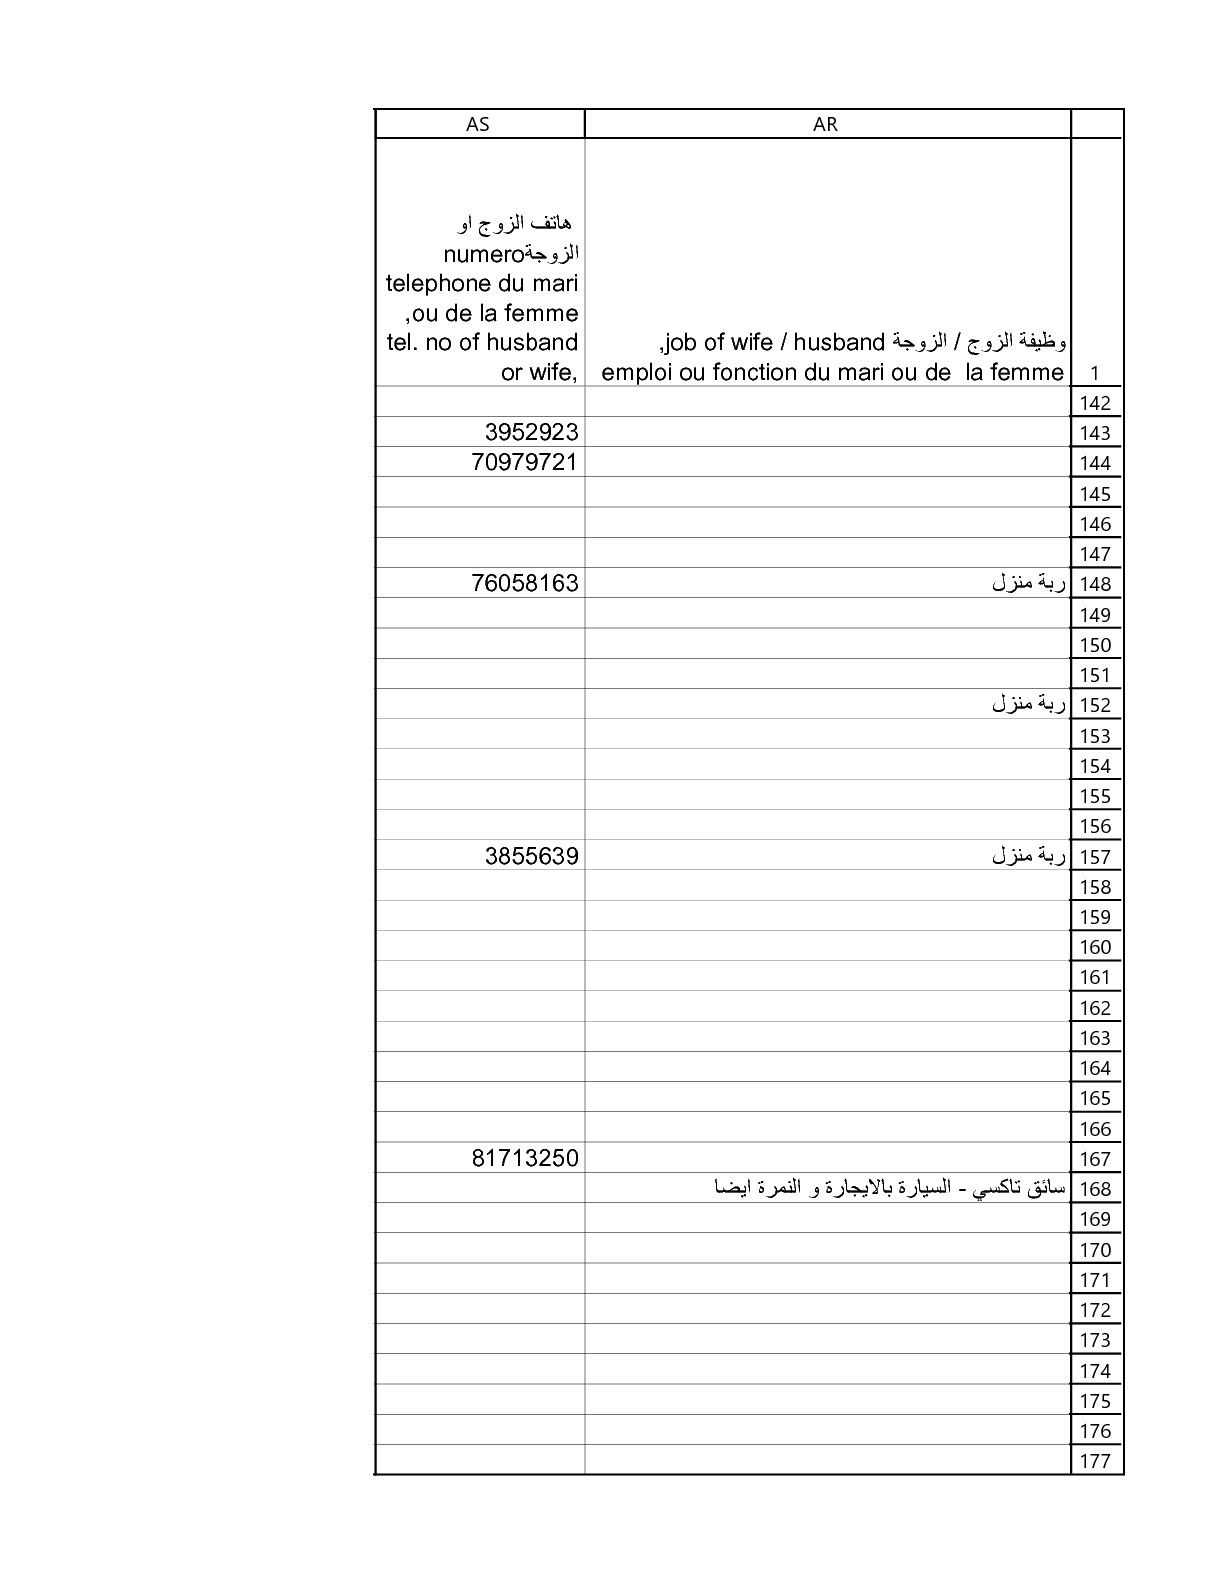 AR AS
وظيفة الزوج / الزوجة job of wife / husband,
emploi ou fonction du mari ou de  la femme
هاتف الزوج او
الزوجةnumero
telephone du mari
ou de la femme,
tel. no of husband
or wife,
1
142
143 3952923
144 70979721
145
146
147
148 ربة منزل 76058163
149
150
151
152 ربة منزل
153
154
155
156
157 ربة منزل 3855639
158
159
160
161
162
163
164
165
166
167 81713250
168 سائق تاكسي - السيارة بالايجارة و النمرة ايضا
169
170
171
172
173
174
175
176
177